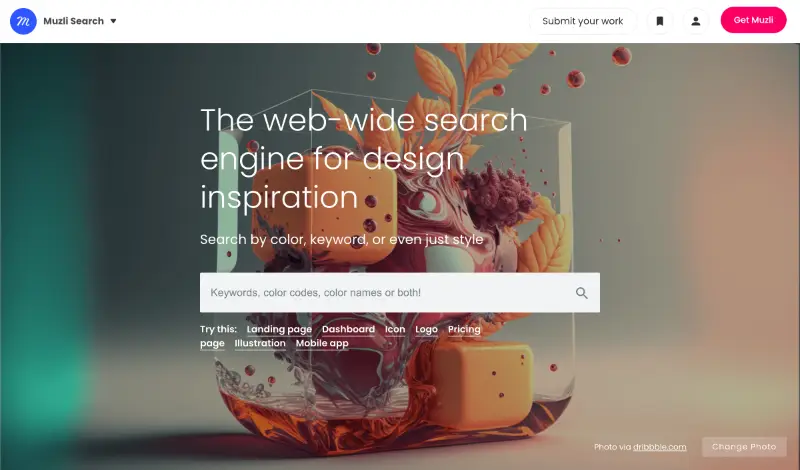 Muzli Search
Submit your work
Get Muzli
The web-wide search
engine for design
inspiration
Search by color, keyword, or even just style
Keywords, color codes, color names or both!
Try this: Landing page Dashboard Icon Logo Pricing
page Illustration Mobile app
Photo via dribbble.com
Change Photo